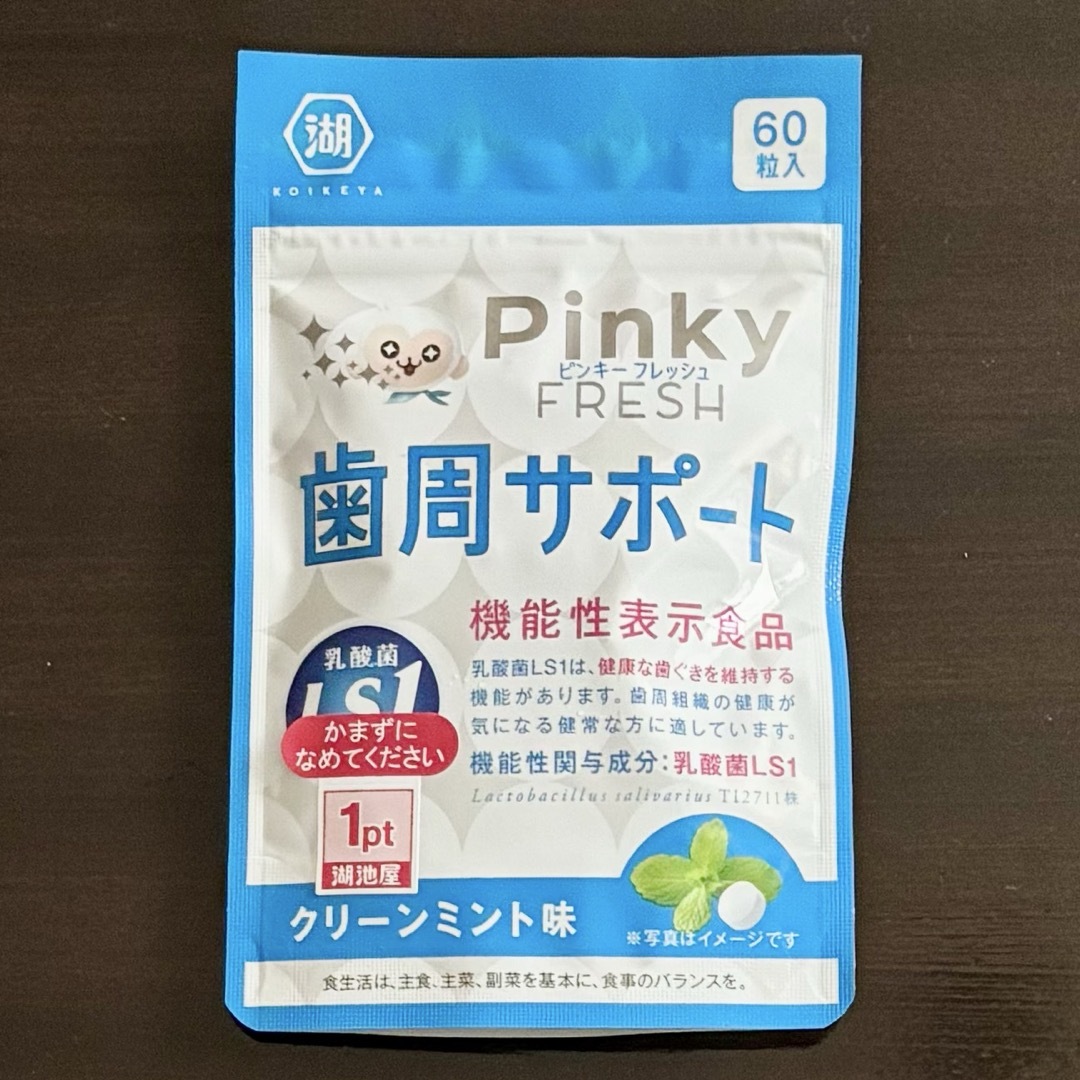 湖
KOIKEYA
60
粒入
Pinky
ピンキー フレッシュ
FRESH
歯周サポート
機能性表示食品
乳酸菌LS1は、健康な歯ぐきを維持する
機能があります。歯周組織の健康が
気になる健常な方に適しています。
機能性関与成分：乳酸菌LS1
Lactobacillus salivarius TI2711株
乳酸菌
LS1
かまずに
なめてください
1pt
湖池屋
クリーンミント味
※写真はイメージです
食生活は、主食、主菜、副菜を基本に、食事のバランスを。